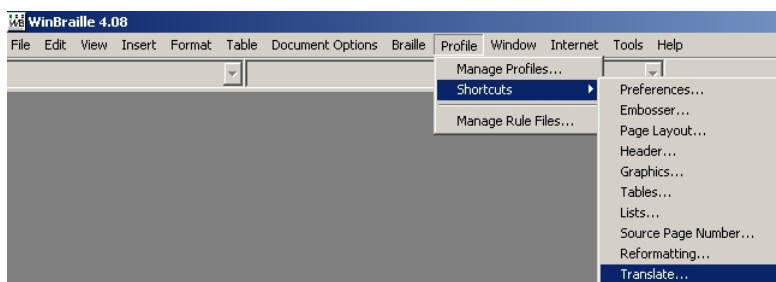 WinBraille 4.08
File Edit View Insert Format Table Document Options Braille Profile Window Internet Tools Help
Manage Profiles...
Shortcuts
Manage Rule Files...
Preferences...
Embosser...
Page Layout...
Header...
Graphics...
Tables...
Lists...
Source Page Number...
Reformatting...
Translate...